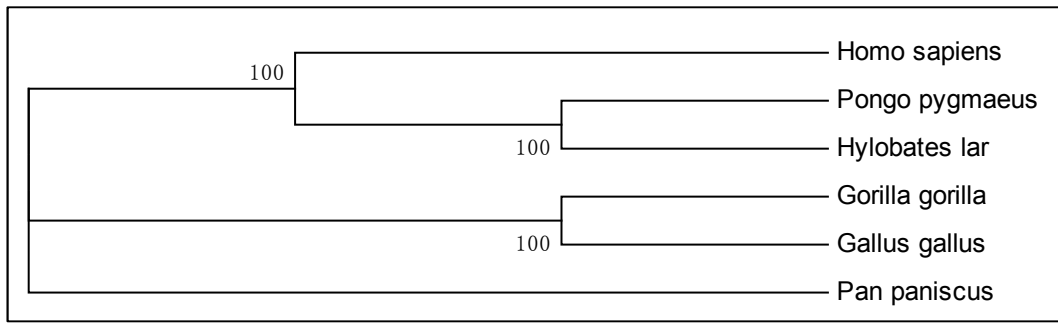 Homo sapiens
100
Pongo pygmaeus
100
Hylobates lar
Gorilla gorilla
100
Gallus gallus
Pan paniscus